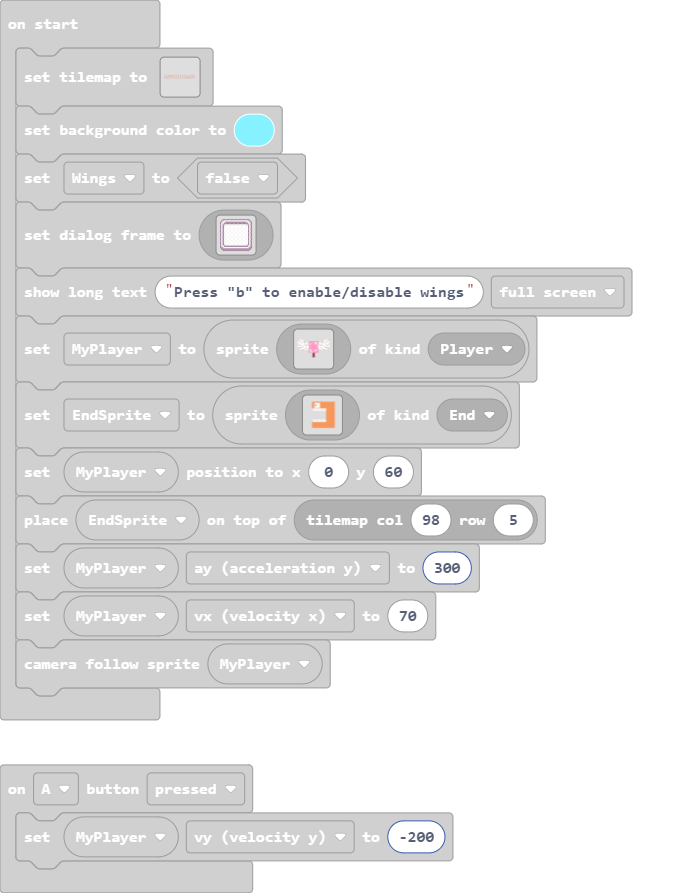 on start
set tilemap to
set background color to
set Wings to false
set dialog frame to
show long text "Press "b" to enable/disable wings" full screen
set MyPlayer to sprite of kind Player
set EndSprite to sprite of kind End
set MyPlayer position to x 0 y 60
place EndSprite on top of tilemap col 98 row 5
set MyPlayer ay (acceleration y) to 300
set MyPlayer vx (velocity x) to 70
camera follow sprite MyPlayer
on A button pressed
set MyPlayer vy (velocity y) to -200